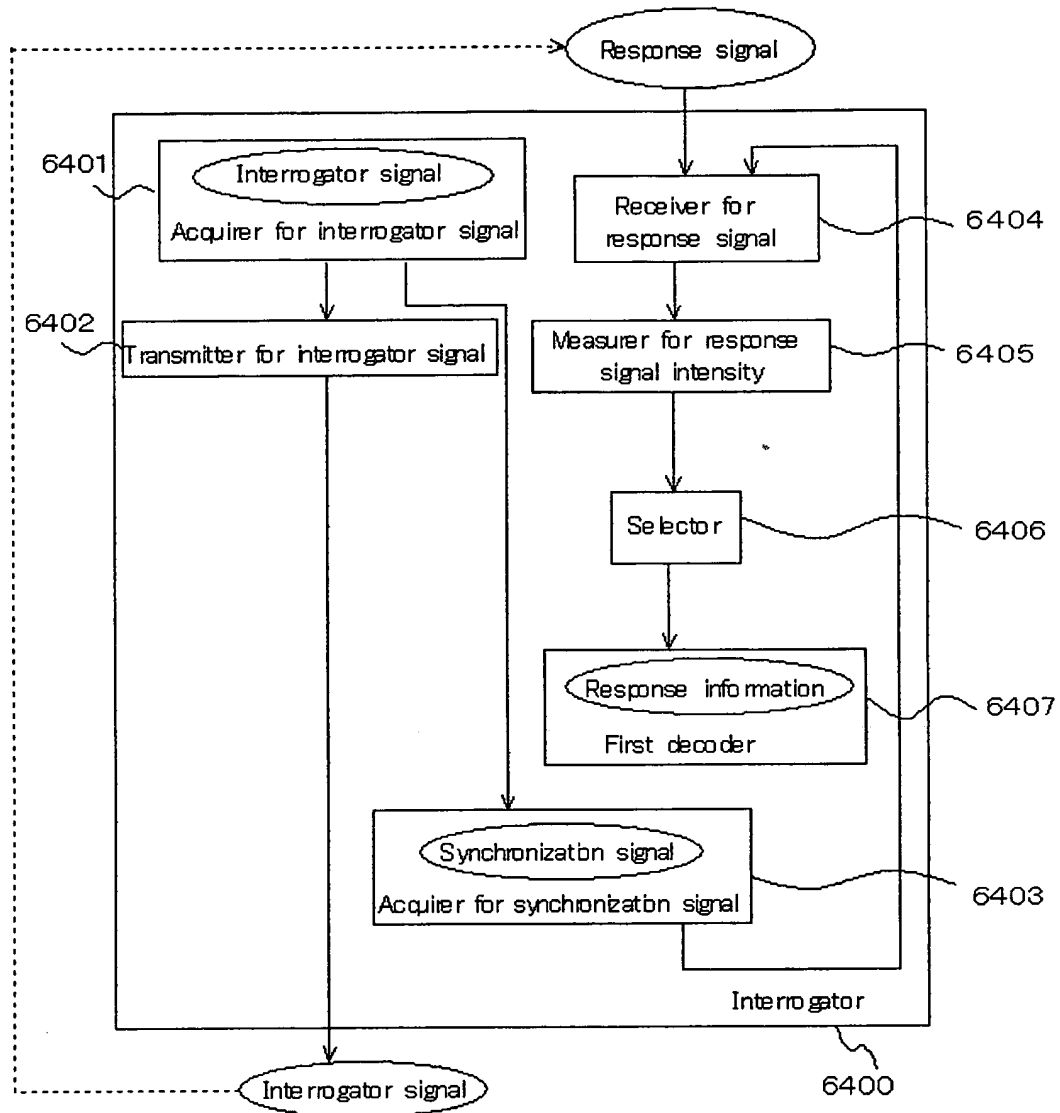 Response signal
6401
Interrogator signal
Acquirer for interrogator signal
Receiver for
response signal
6404
6402
Transmitter for interrogator signal
Measurer for response
signal intensity
6405
Selector
6406
Response information
First decoder
6407
Synchronization signal
Acquirer for synchronization signal
6403
Interrogator
6400
Interrogator signal